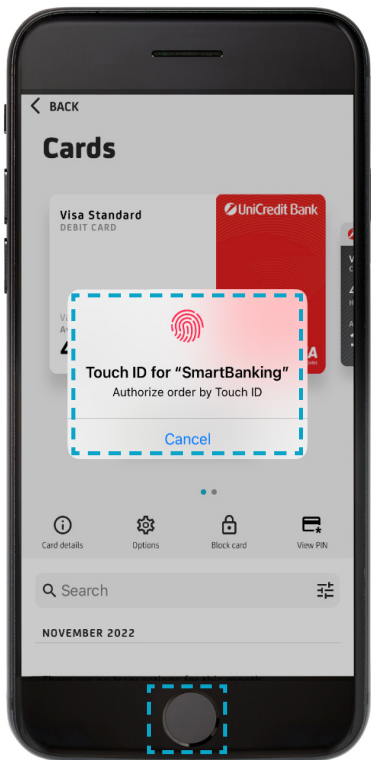 BACK
Cards
Visa Standard
DEBIT CARD
UniCredit Bank
Touch ID for “SmartBanking”
Authorize order by Touch ID
Cancel
Card details
Options
Block card
View PIN
Search
NOVEMBER 2022